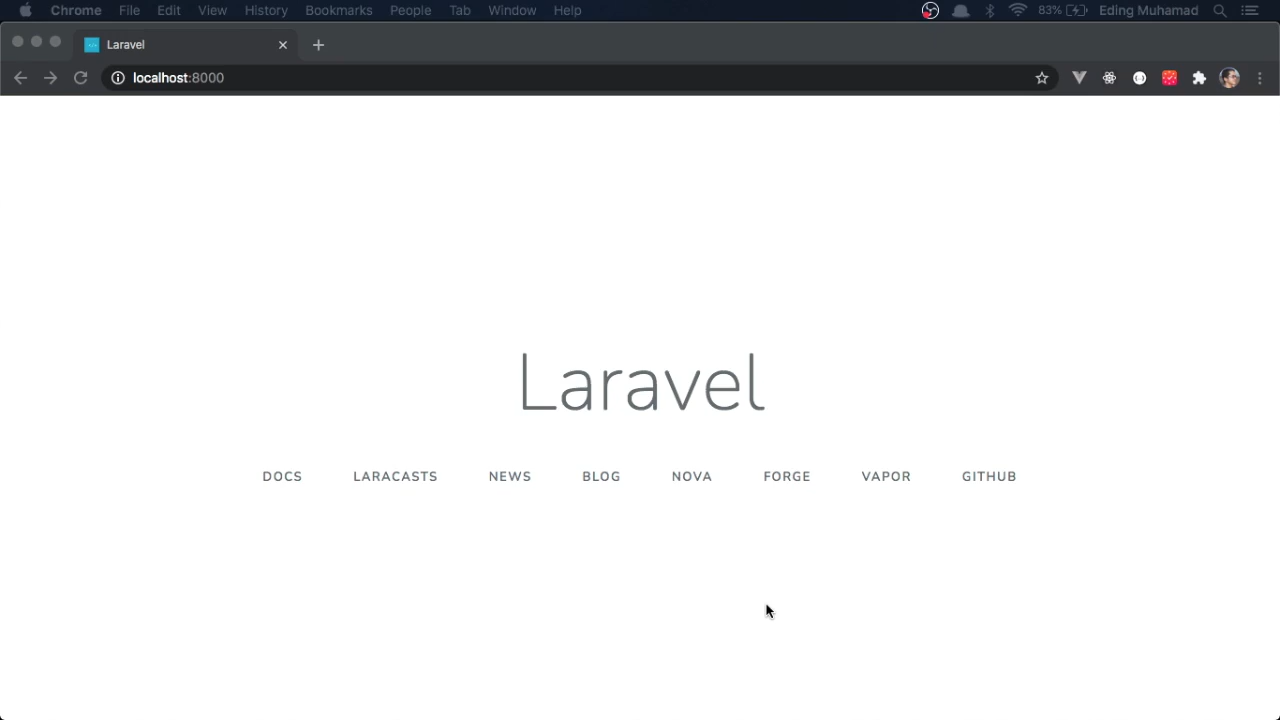 Chrome File Edit View History Bookmarks People Tab Window Help 83% Eding Muhamad
Laravel
localhost:8000
Laravel
DOCS LARACASTS NEWS BLOG NOVA FORGE VAPOR GITHUB